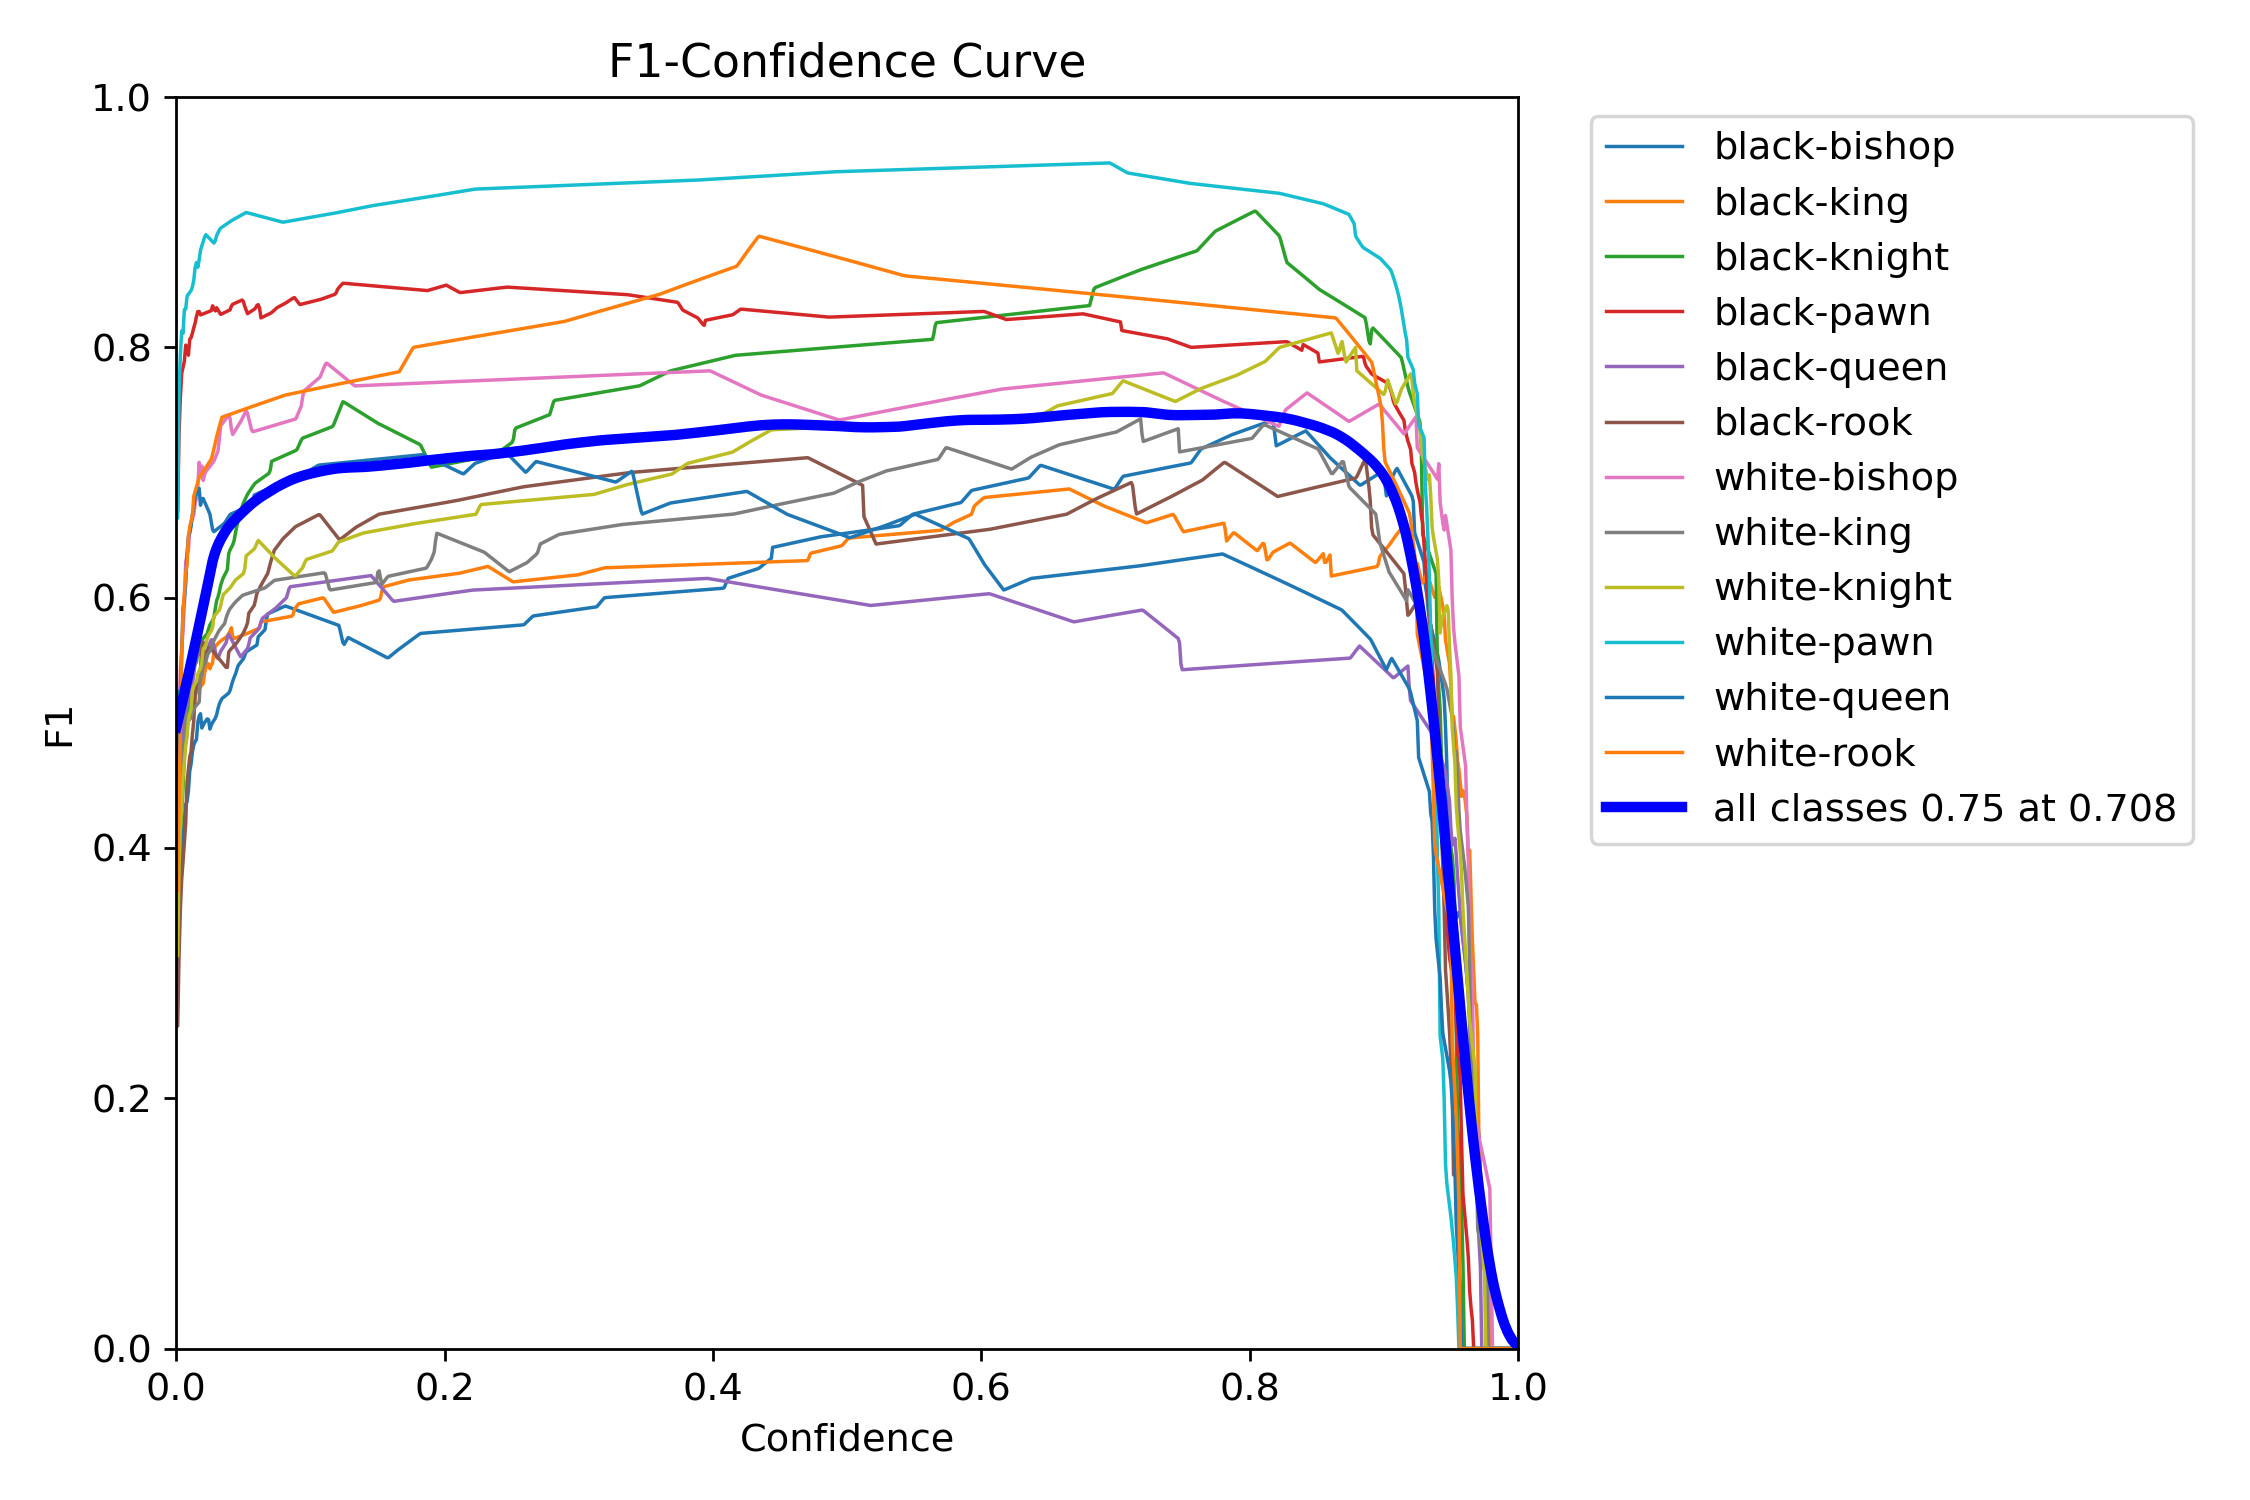 F1-Confidence Curve
1.0
0.8
0.6
0.4
0.2
0.0
F1
0.0 0.2 0.4 0.6 0.8 1.0
Confidence
black-bishop
black-king
black-knight
black-pawn
black-queen
black-rook
white-bishop
white-king
white-knight
white-pawn
white-queen
white-rook
all classes 0.75 at 0.708